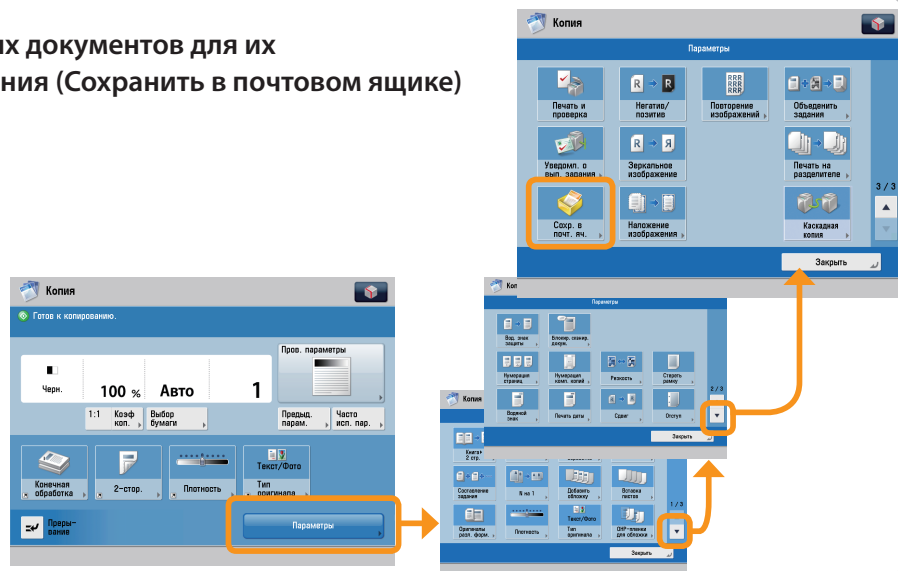 их документов для их
ния (Сохранить в почтовом ящике)
Копия
Параметры
Печать и
проверка
Негатив/
позитив
Повторение
изображений
Объеденить
задания
Уведомл. о
вып. задания
Зеркальное
изображение
Печать на
разделителе
3 / 3
Сохр. в
почт. яч.
Наложение
изображения
Каскадная
копия
Закрыть
Копия
Готов к копированию.
Пров. параметры
Черн.
100 %
Авто
1
1:1
Коэф
коп.
Выбор
бумаги
Предыд.
парам.
Часто
исп. пар.
Текст/Фото
Конечная
обработка
2-стор.
Плотность
Тип
оригинала
Преры-
вание
Параметры
Параметры
Вод. знак
защиты
Блокир. сканир.
докум.
Нумерация
страниц
Нумерация
комп. копий
Резкость
Стереть
рамку
2 / 3
Водяной
знак
Печать даты
Сдвиг
Отступ
Закрыть
Копия
Книга
2 стр.
Составление
задания
N на 1
Добавить
обложку
Вставка
листов
1 / 3
Текст/Фото
Оригиналы
разл. форм.
Плотность
Тип
оригинала
OHP-пленки
для обложки
Закрыть